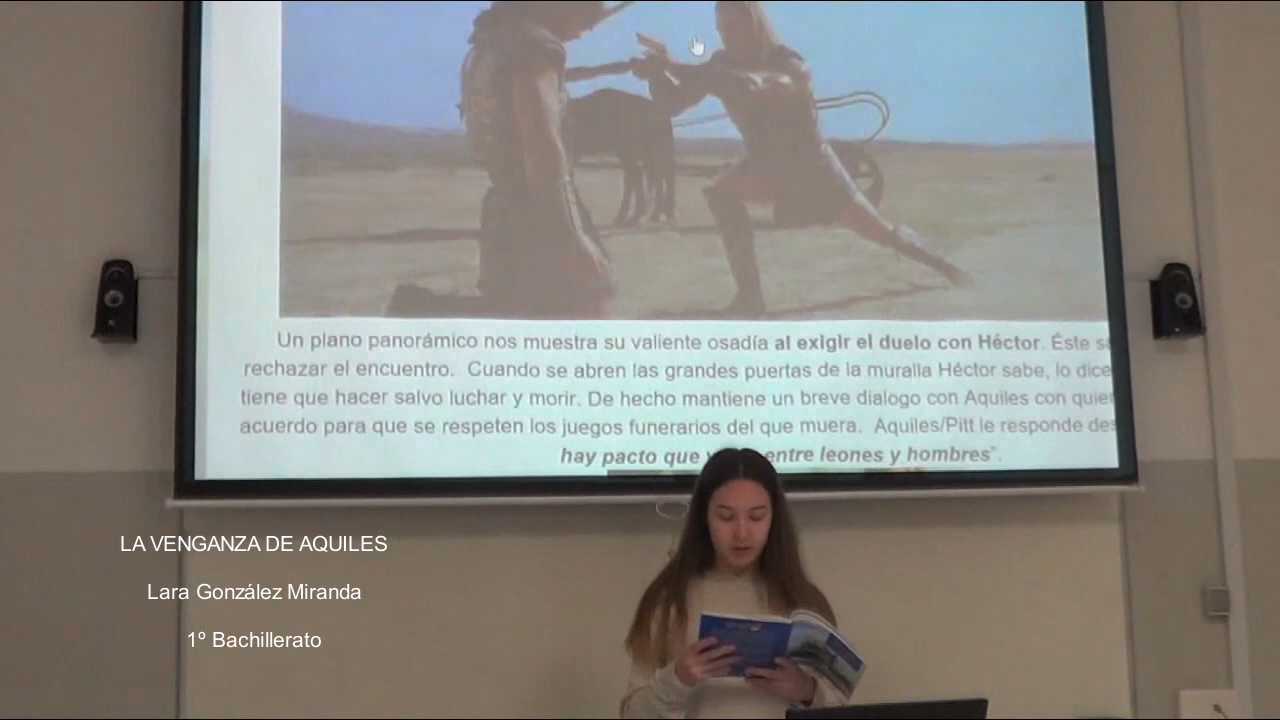 Un plano panorámico nos muestra su valiente osadía al exigir el duelo con Héctor. Éste
rechazar el encuentro. Cuando se abren las grandes puertas de la muralla Héctor sabe, lo dice
tiene que hacer salvo luchar y morir. De hecho mantiene un breve dialogo con Aquiles con
acuerdo para que se respeten los juegos funerarios del que muera. Aquiles/Pitt le responde
hay pacto que entre leones y hombres".
LA VENGANZA DE AQUILES
Lara González Miranda
1º Bachillerato